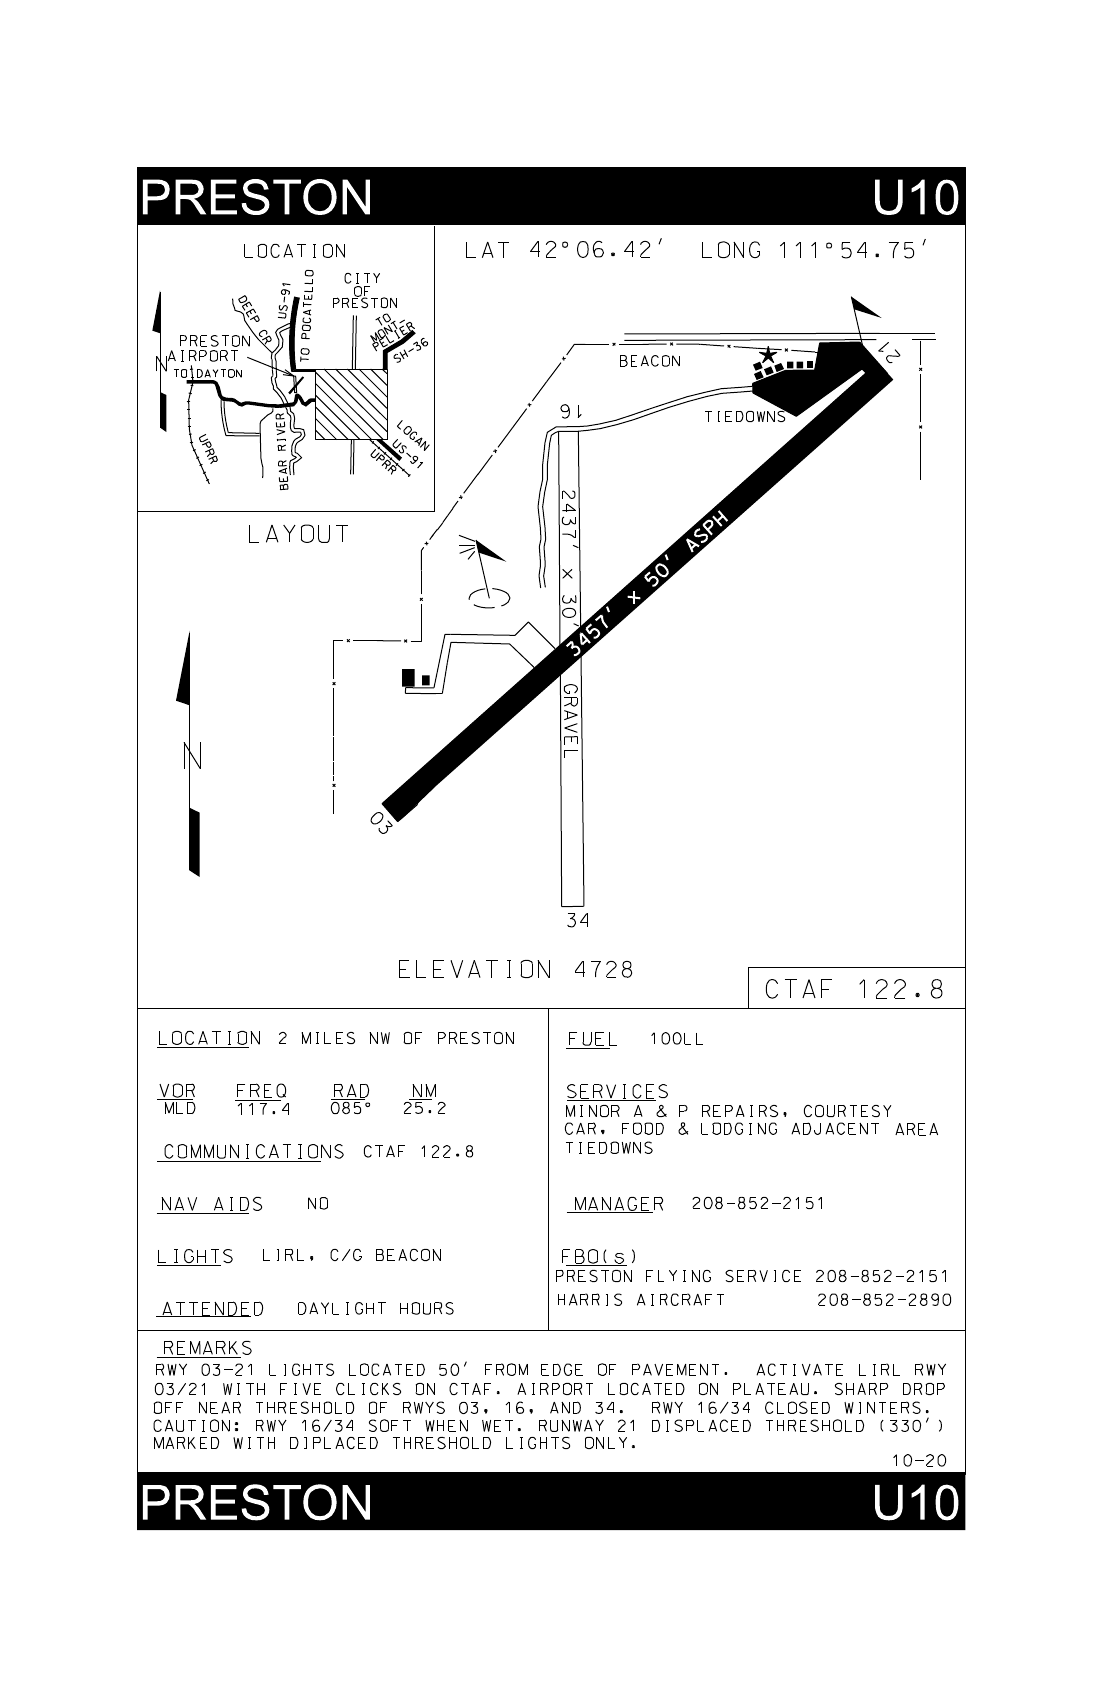 PRESTON U10
LOCATION
LAT 42°06.42' LONG 111°54.75'
CITY
OF
PRESTON
DEEP CR
US-91
TO POCATELLO
TO
MONT-
PELIER
SH-36
PRESTON
AIRPORT
TO DAYTON
N
UPRR
BEAR RIVER
LOGAN
US-91
UPRR
BEACON
TIEDOWNS
21
16
2437' X 30' GRAVEL
3457' X 50' ASPH
LAYOUT
N
03
34
ELEVATION 4728
CTAF 122.8
LOCATION 2 MILES NW OF PRESTON
VOR FREQ RAD NM
MLD 117.4 085° 25.2
COMMUNICATIONS CTAF 122.8
NAV AIDS NO
LIGHTS LIRL, C/G BEACON
ATTENDED DAYLIGHT HOURS
FUEL 100LL
SERVICES
MINOR A & P REPAIRS, COURTESY
CAR, FOOD & LODGING ADJACENT AREA
TIEDOWNS
MANAGER 208-852-2151
FBO(s)
PRESTON FLYING SERVICE 208-852-2151
HARRIS AIRCRAFT 208-852-2890
REMARKS
RWY 03-21 LIGHTS LOCATED 50' FROM EDGE OF PAVEMENT. ACTIVATE LIRL RWY
03/21 WITH FIVE CLICKS ON CTAF. AIRPORT LOCATED ON PLATEAU. SHARP DROP
OFF NEAR THRESHOLD OF RWYS 03, 16, AND 34. RWY 16/34 CLOSED WINTERS.
CAUTION: RWY 16/34 SOFT WHEN WET. RUNWAY 21 DISPLACED THRESHOLD (330')
MARKED WITH DIPLACED THRESHOLD LIGHTS ONLY.
10-20
PRESTON U10